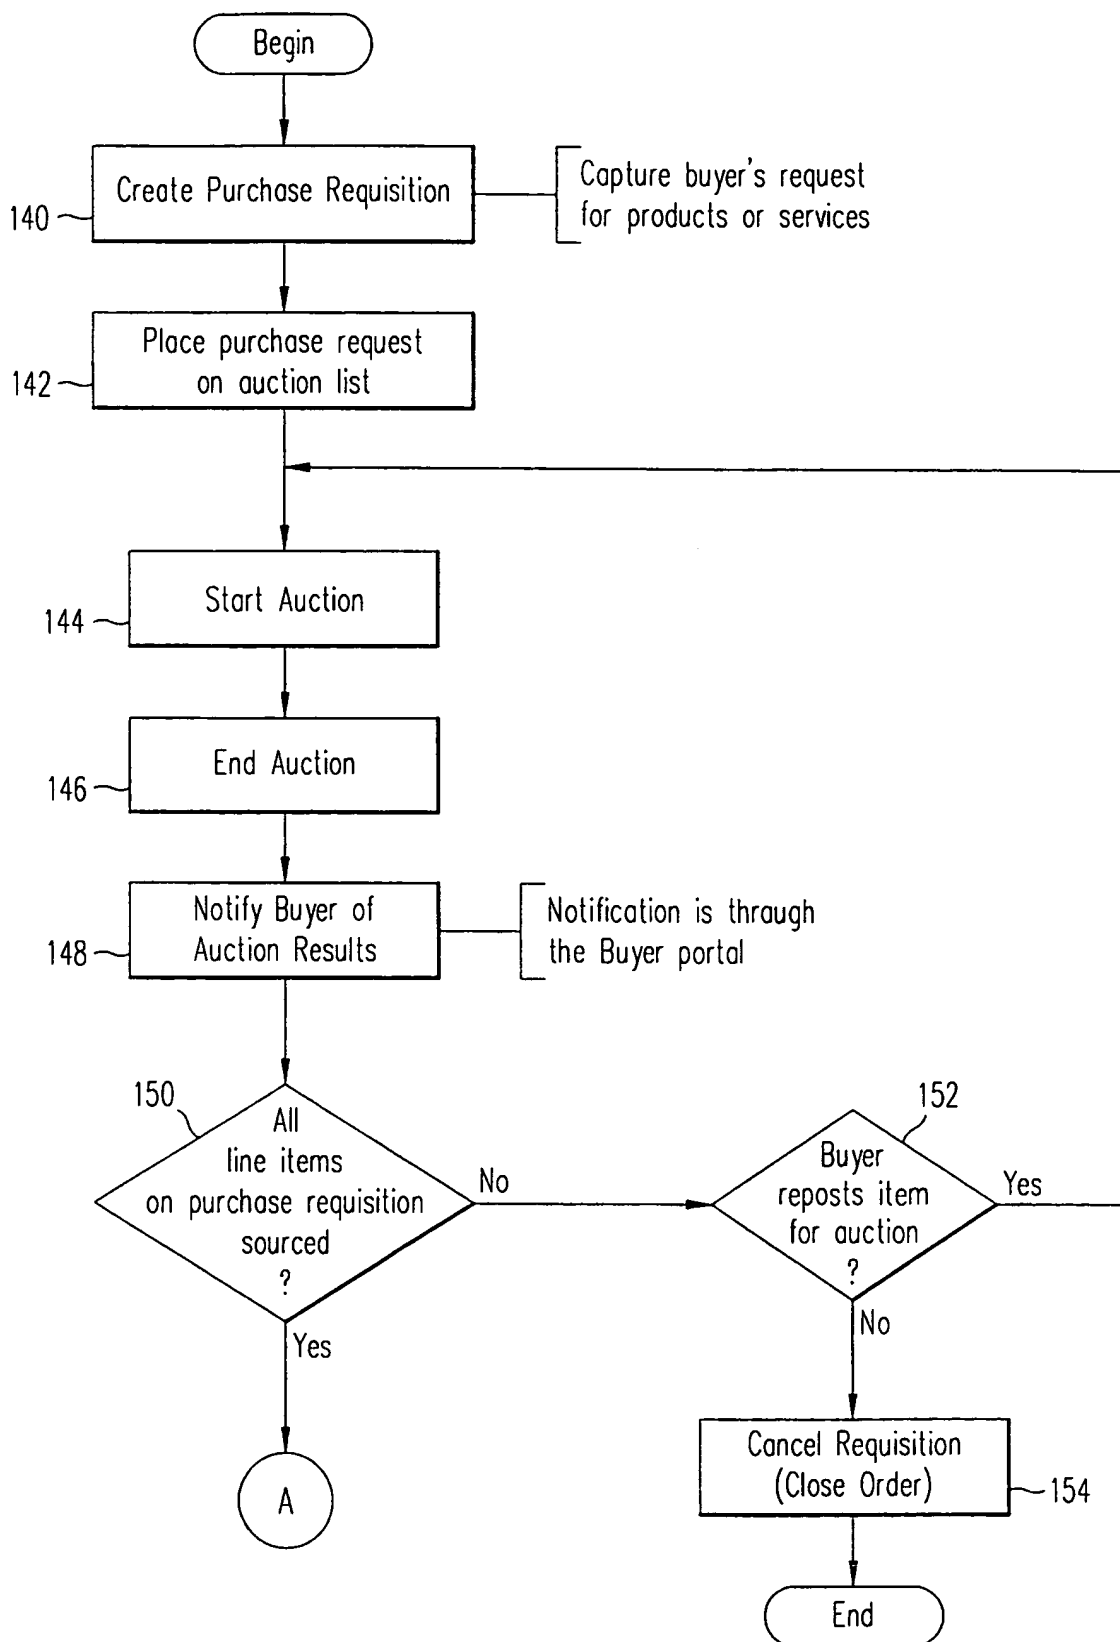 Begin
Create Purchase Requisition
140
Capture buyer's request
for products or services
Place purchase request
on auction list
142
Start Auction
144
End Auction
146
Notify Buyer of
Auction Results
148
Notification is through
the Buyer portal
150
All
line items
on purchase requisition
sourced
?
No
Yes
152
Buyer
reposts item
for auction
?
Yes
No
A
Cancel Requisition
(Close Order)
154
End